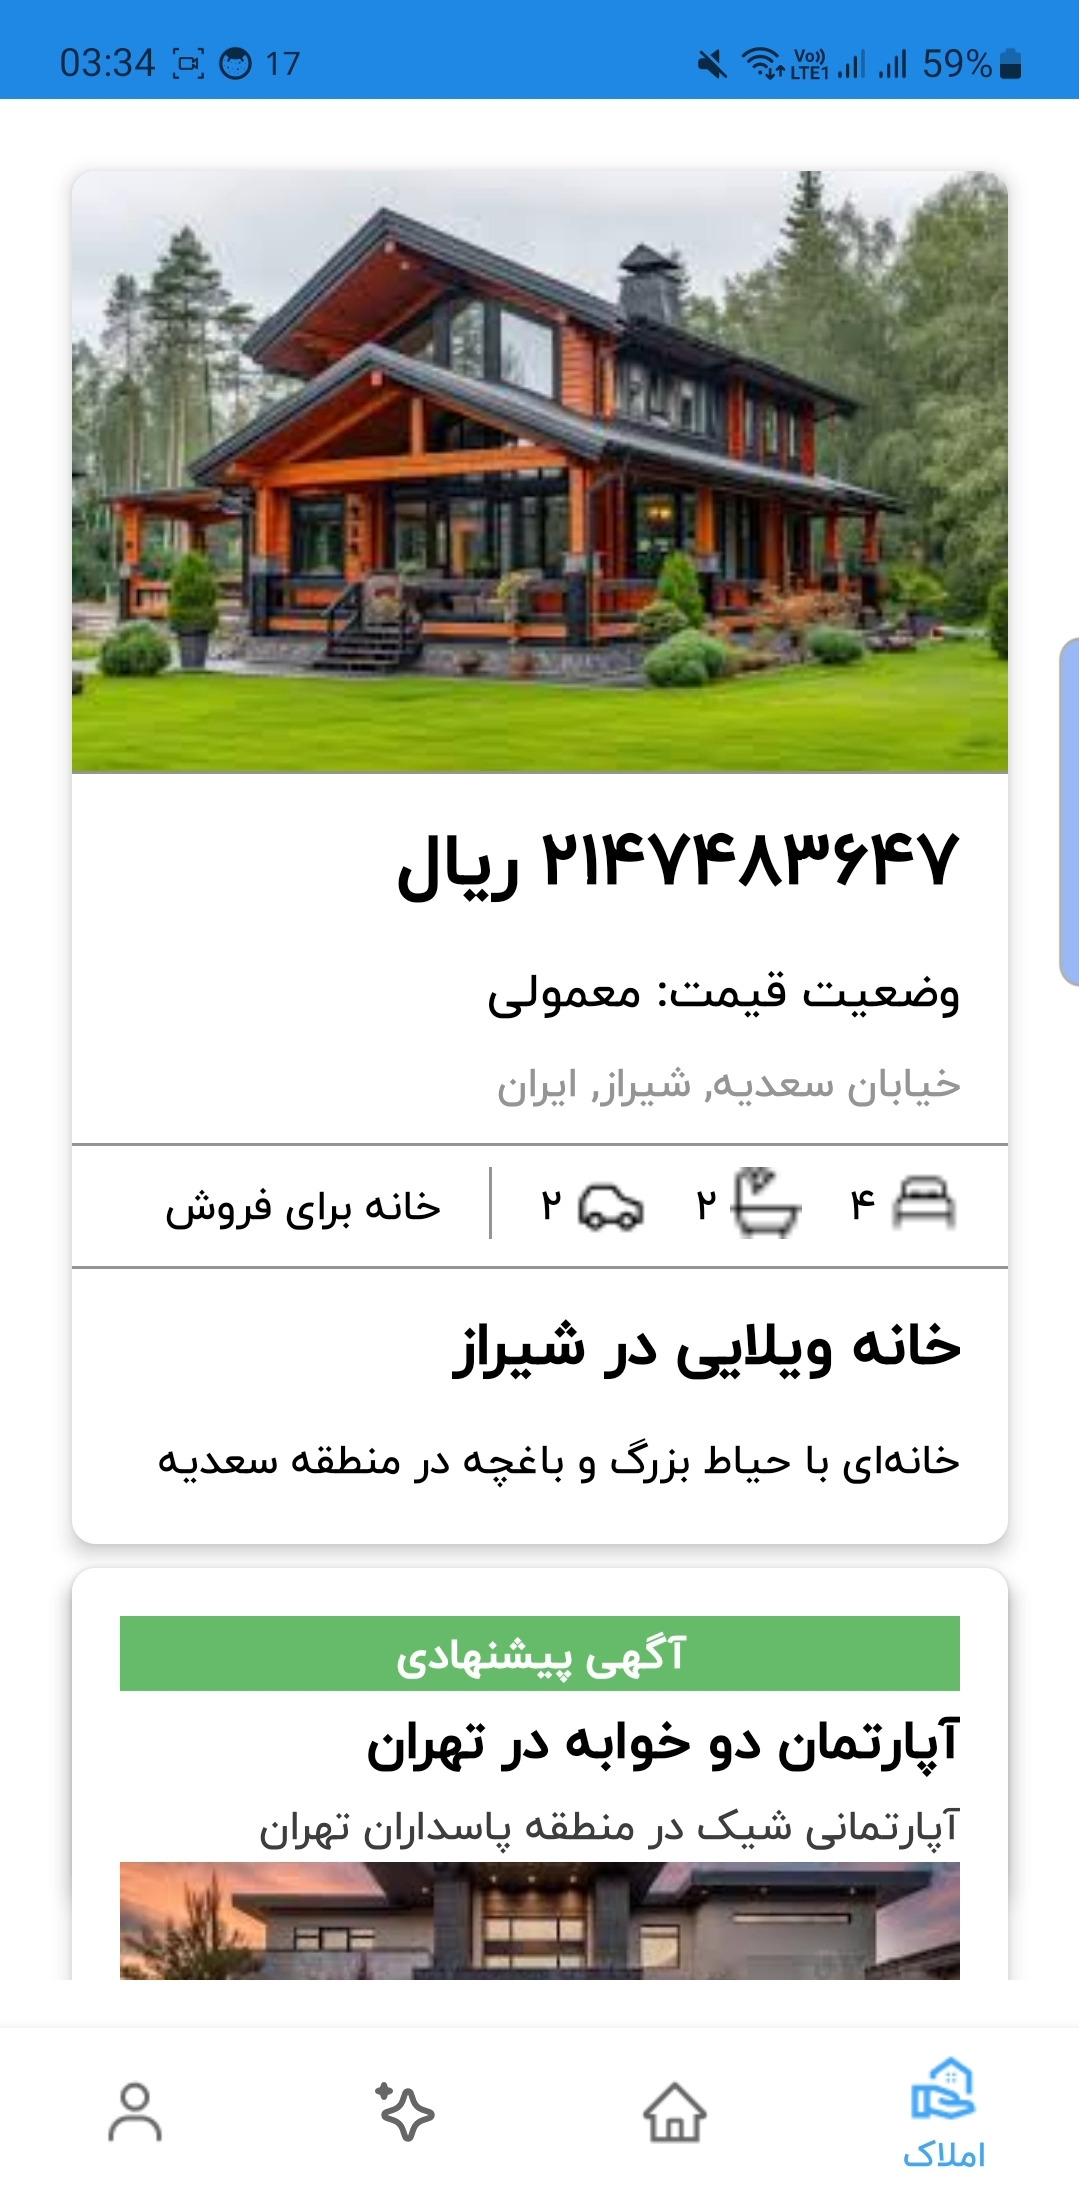 03:34 17 Vo)) LTE1 59%
۲۱۴۷۴۸۳۶۴۷ ریال
وضعیت قیمت: معمولی
خیابان سعدیه, شیراز, ایران
۴ ۲ ۲ خانه برای فروش
خانه ویلایی در شیراز
خانه‌ای با حیاط بزرگ و باغچه در منطقه سعدیه
آگهی پیشنهادی
آپارتمان دو خوابه در تهران
آپارتمانی شیک در منطقه پاسداران تهران
املاک